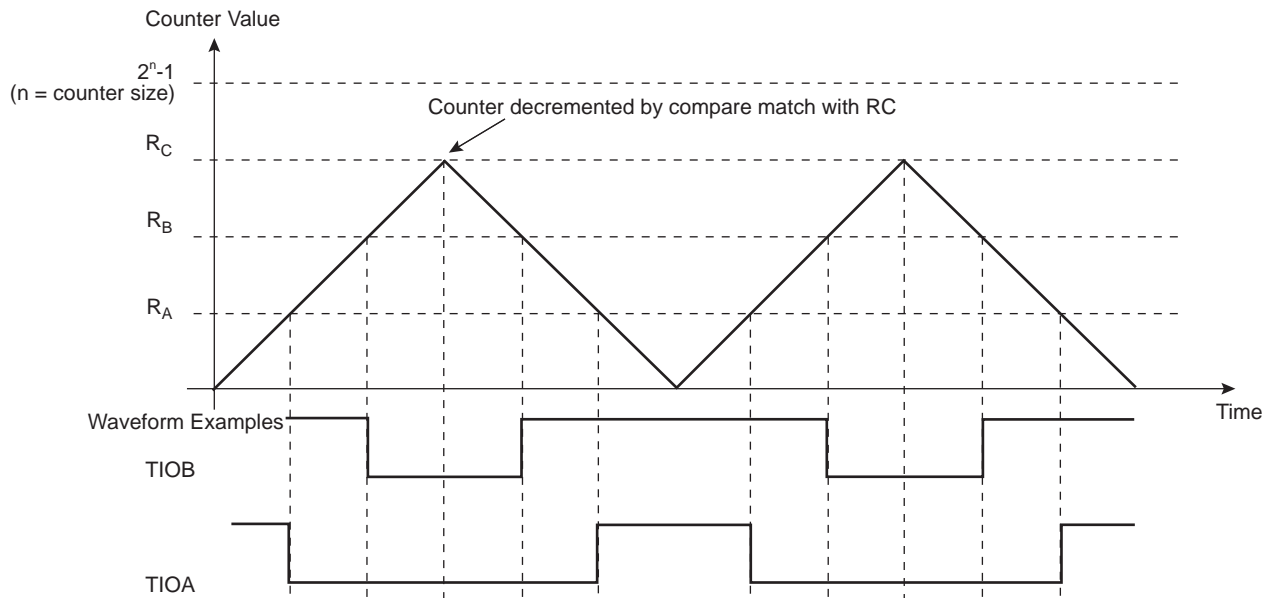 Counter Value
2ⁿ-1
(n = counter size)
Counter decremented by compare match with RC
R_C
R_B
R_A
Time
Waveform Examples
TIOB
TIOA